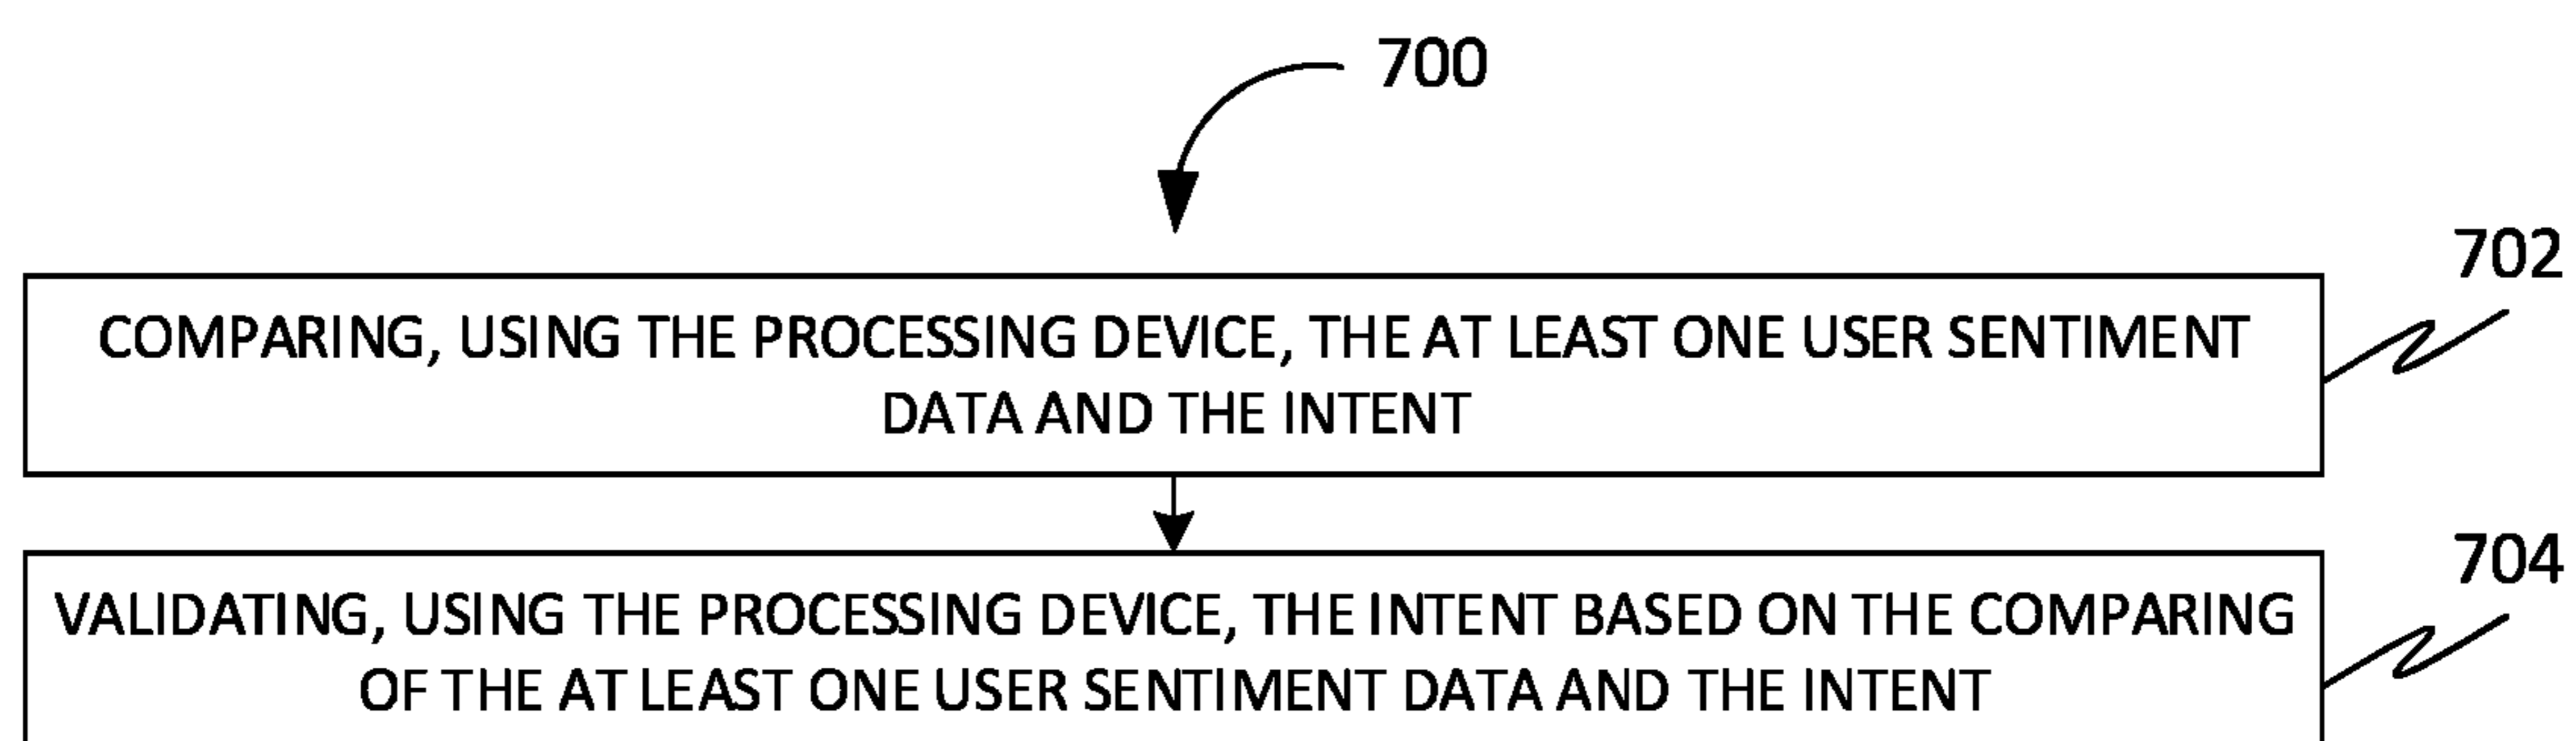 700
702
COMPARING, USING THE PROCESSING DEVICE, THE AT LEAST ONE USER SENTIMENT
DATA AND THE INTENT
704
VALIDATING, USING THE PROCESSING DEVICE, THE INTENT BASED ON THE COMPARING
OF THE AT LEAST ONE USER SENTIMENT DATA AND THE INTENT